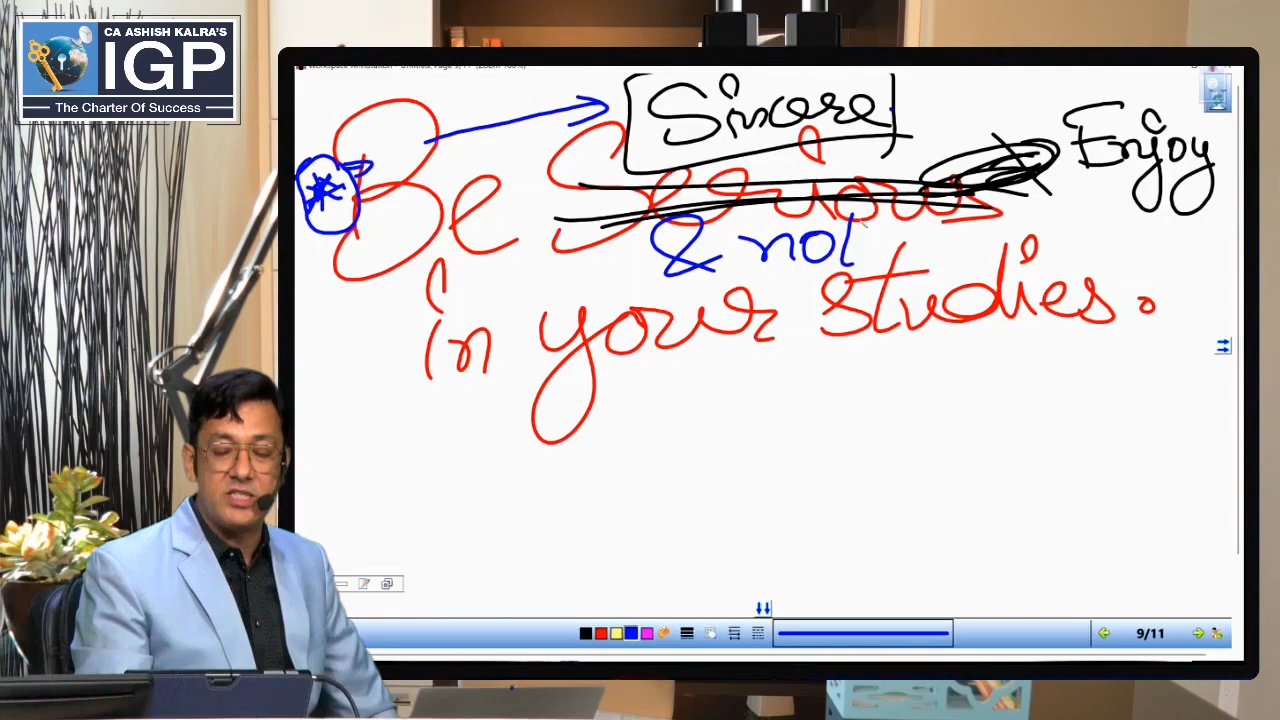 CA ASHISH KALRA'S
IGP
The Charter Of Success
Sincere
Enjoy
Be Serious
& not
in your studies.
9/11